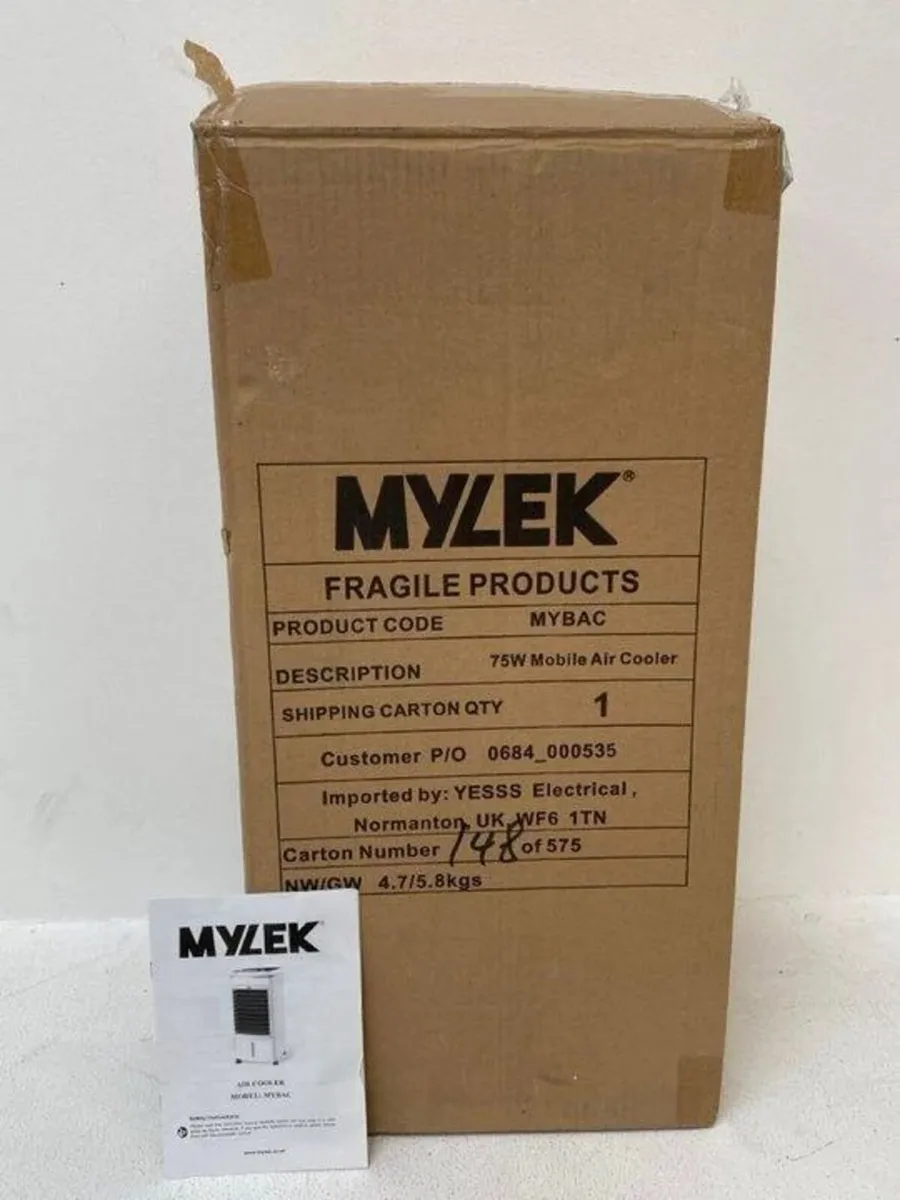 MYLEK®
FRAGILE PRODUCTS
PRODUCT CODE MYBAC
DESCRIPTION 75W Mobile Air Cooler
SHIPPING CARTON QTY 1
Customer P/O 0684_000535
Imported by: YESSS Electrical,
Normanton, UK, WF6 1TN
Carton Number 148 of 575
NW/GW 4.7/5.8kgs
MYLEK
AIR COOLER
MODEL: MYBAC